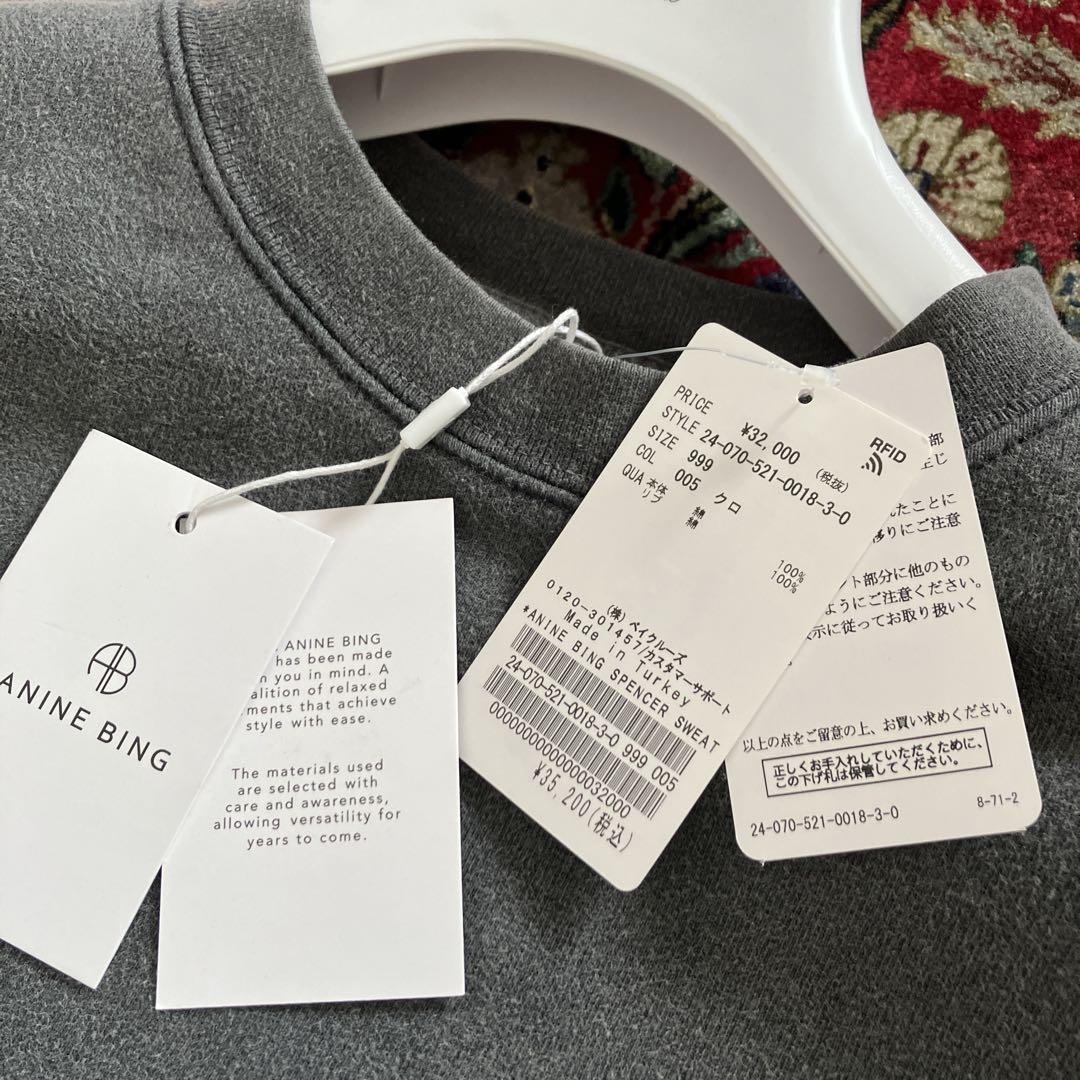 AB
ANINE BING
ANINE BING
has been made
you in mind. A
of relaxed
that achieve
style with ease.
The materials used
are selected with
care and awareness,
allowing versatility for
years to come.
PRICE ¥32,000 (税抜)
STYLE 24-070-521-0018-3-0
SIZE 999
COL 005 クロ
QUA 本体 綿 100%
リブ 綿 100%
RFID
(株) ベイクルーズ
0120-301457/カスタマーサポート
Made in Turkey
*ANINE BING SPENCER SWEAT
24-070-521-0018-3-0 999 005
¥35,200(税込)
部
たことに
移りにご注意
ト部分に他のもの
ようにご注意ください。
表示に従ってお取り扱いく
以上の点をご留意の上、お買い求めください。
正しくお手入れしていただくために、
この下げ札は保管してください。
24-070-521-0018-3-0 8-71-2